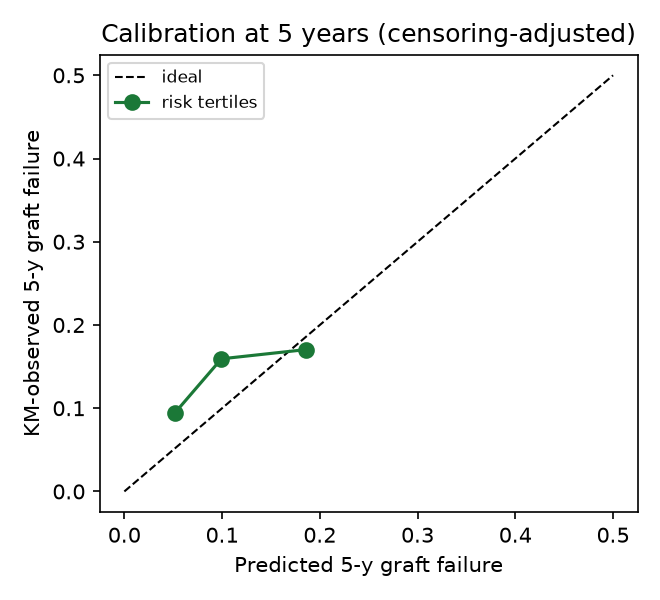 Calibration at 5 years (censoring-adjusted)
ideal
risk tertiles
KM-observed 5-y graft failure
0.5
0.4
0.3
0.2
0.1
0.0
0.0 0.1 0.2 0.3 0.4 0.5
Predicted 5-y graft failure